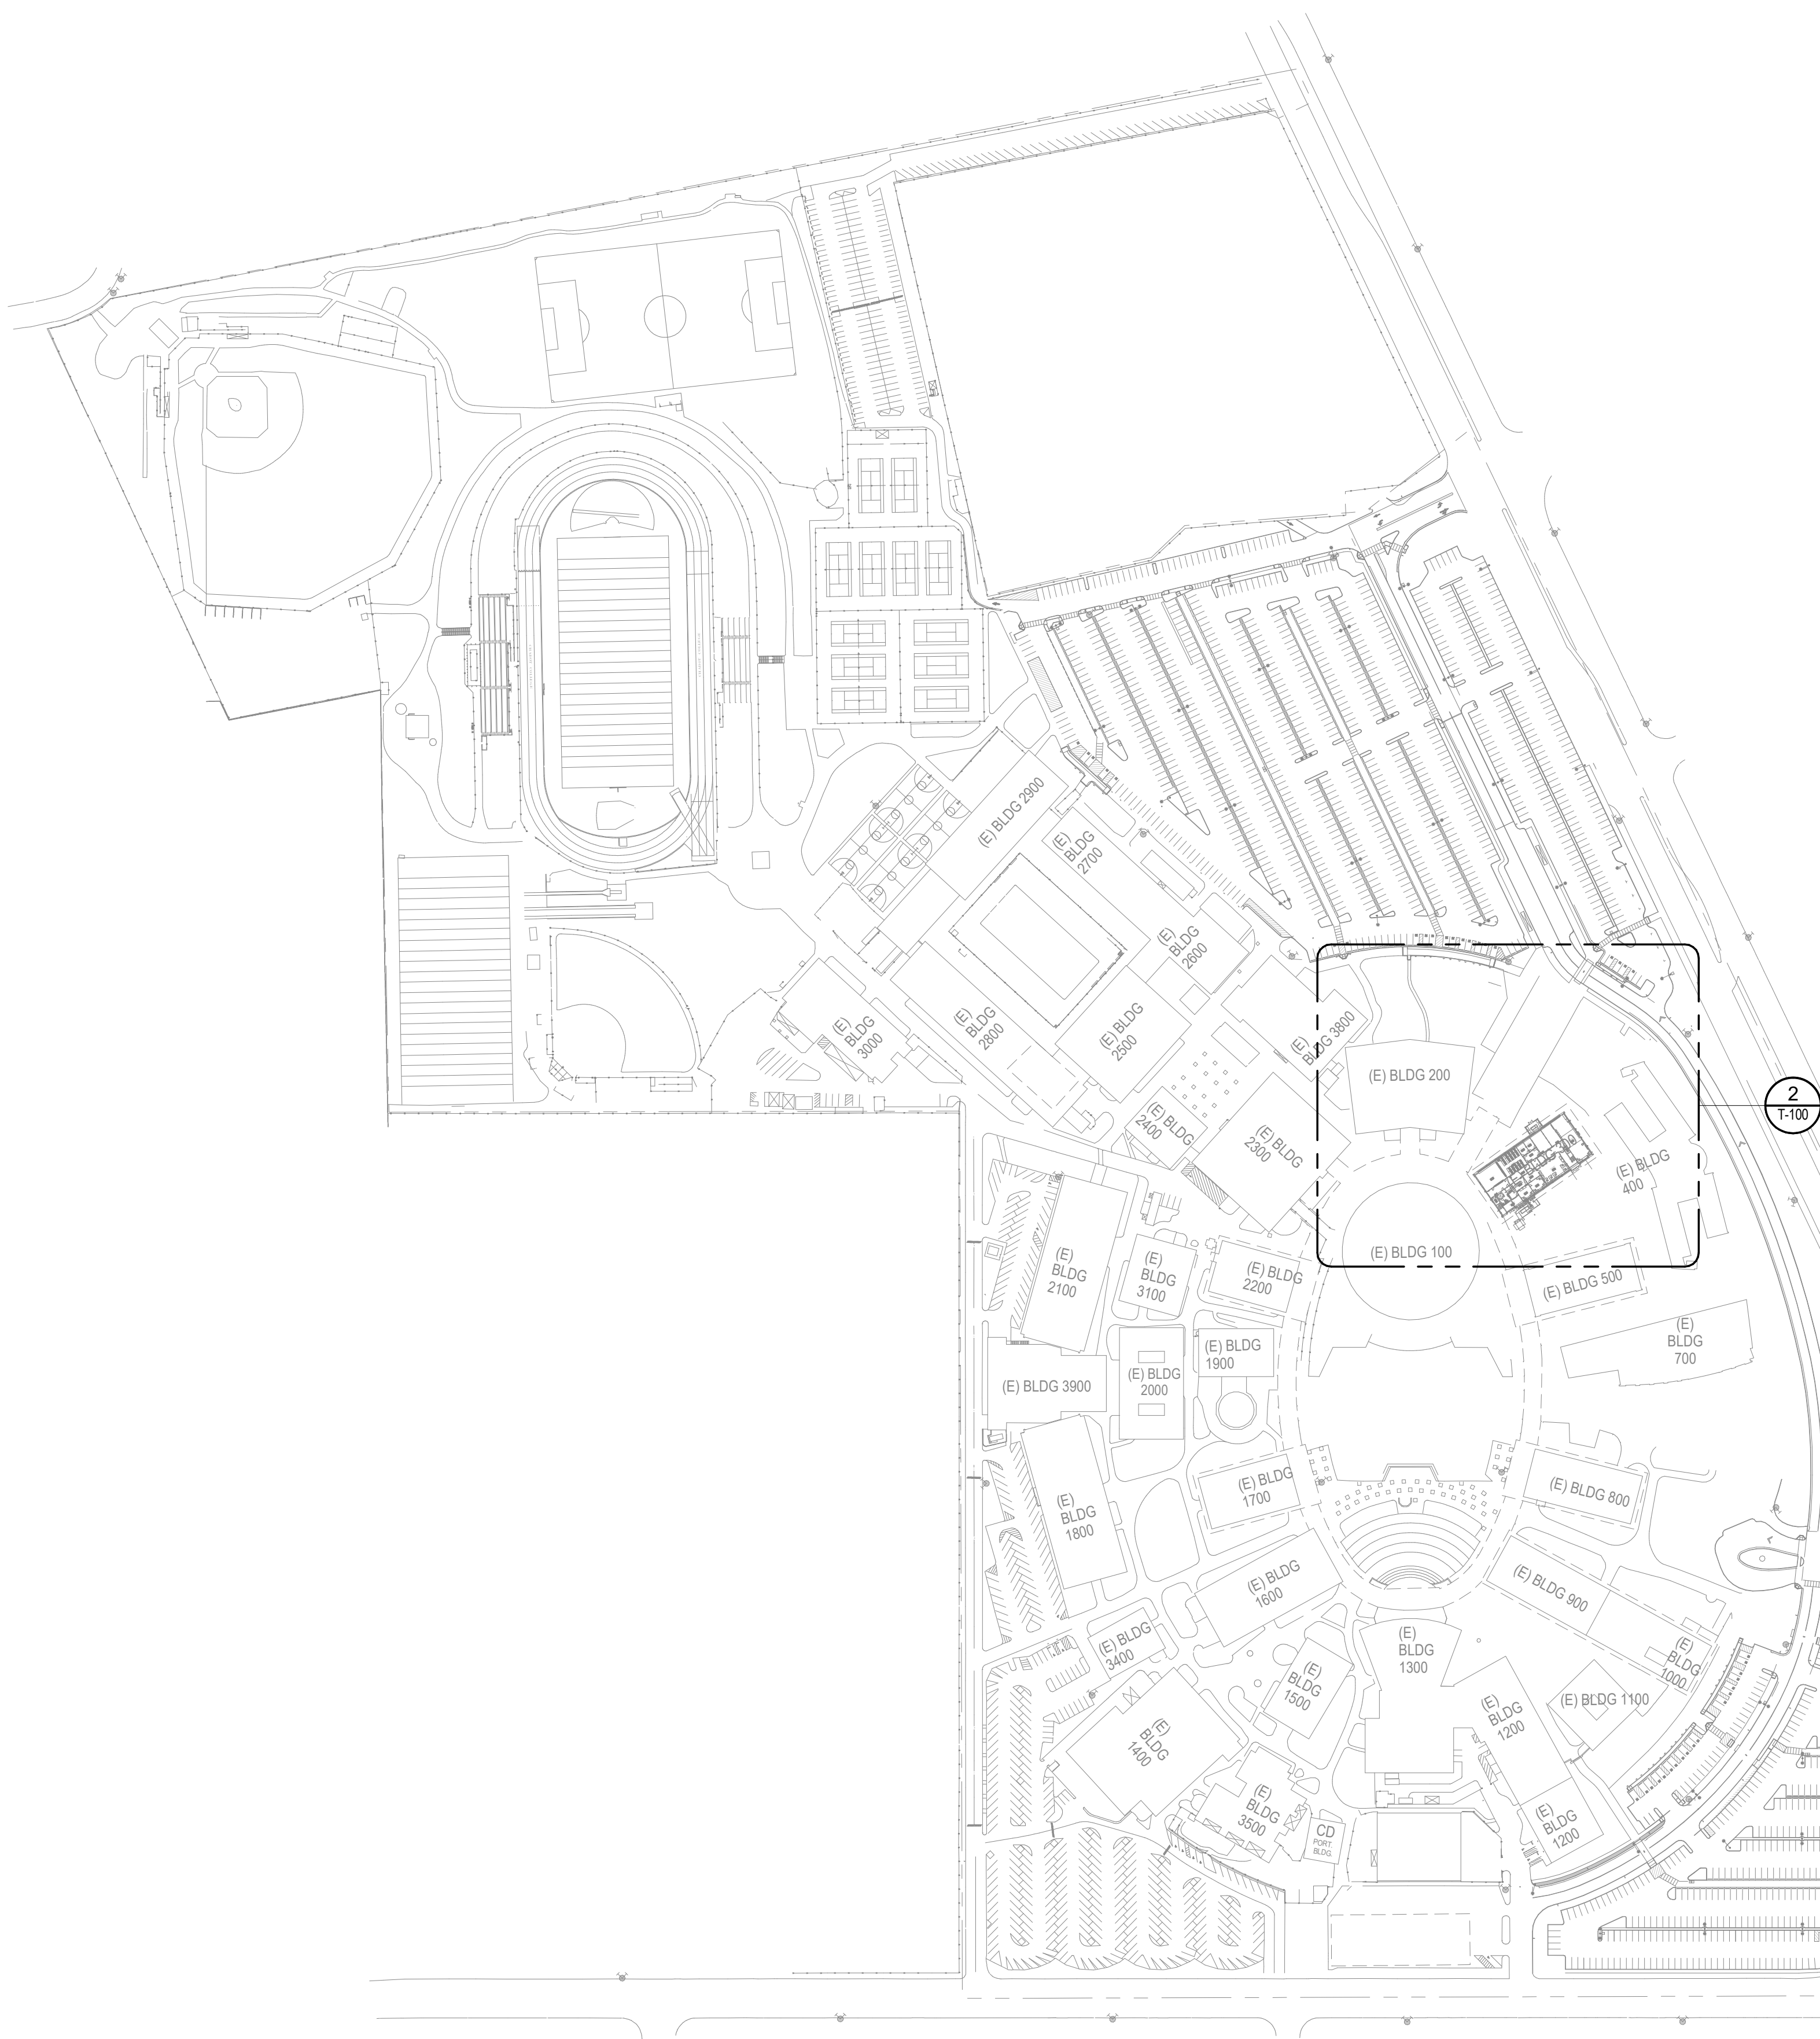 (E) BLDG 2900
(E)
BLDG
2700
(E)
BLDG
2600
(E)
BLDG
2800
(E) BLDG
2500
(E)
BLDG
3000
(E)
BLDG 3800
(E) BLDG 200
2
T-100
(E) BLDG
2400
(E) BLDG
2300
(E) BLDG
400
(E) BLDG 100
(E)
BLDG
2100
(E)
BLDG
3100
(E) BLDG
2200
(E) BLDG 500
(E)
BLDG
700
(E) BLDG
1900
(E) BLDG 3900
(E) BLDG
2000
(E) BLDG
1700
(E) BLDG 800
(E)
BLDG
1800
(E) BLDG
1600
(E) BLDG 900
(E) BLDG
3400
(E)
BLDG
1300
(E)
BLDG
1000
(E)
BLDG
1500
(E) BLDG 1100
(E)
BLDG
1200
(E)
BLDG
1400
(E)
BLDG
3500
CD
PORT.
BLDG.
(E)
BLDG
1200